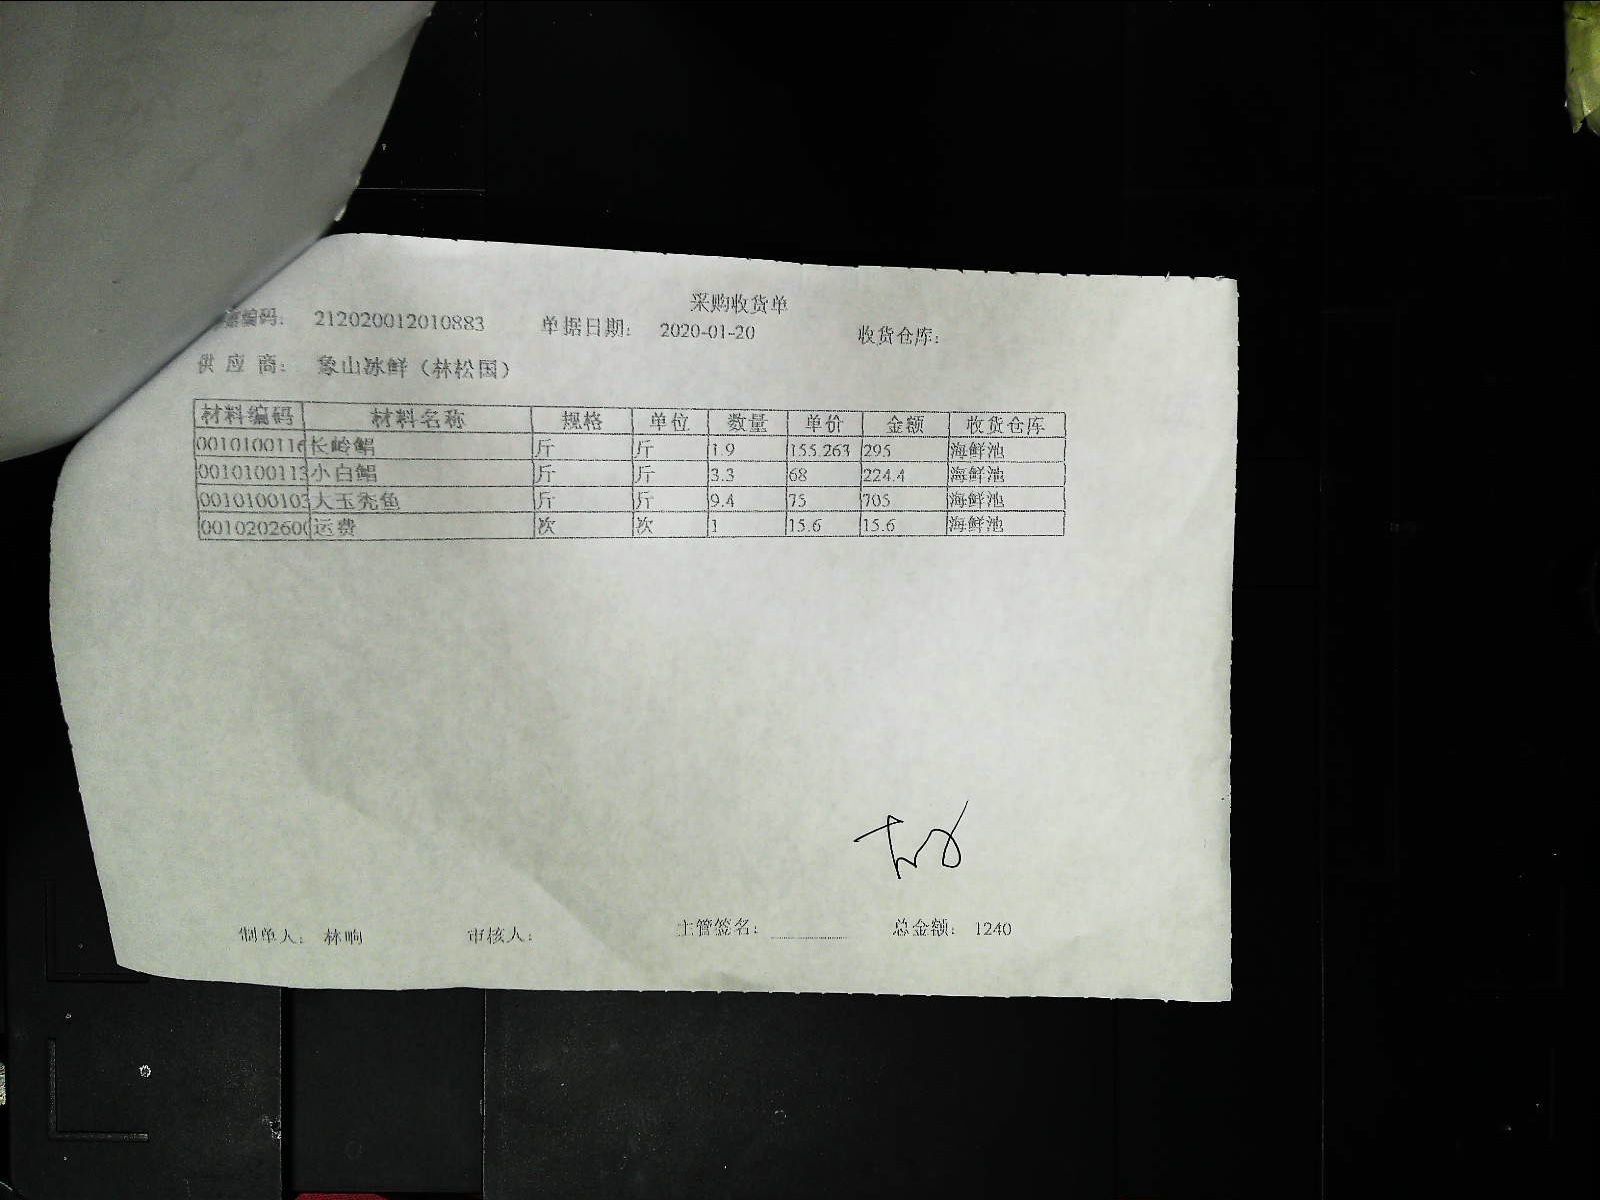 采购收货单
编码： 212020012010883 单据日期： 2020-01-20 收货仓库：
供 应 商： 象山冰鲜（林松国）
材料编码 材料名称 规格 单位 数量 单价 金额 收货仓库
0010100116 长岭鲳 斤 斤 1.9 155.263 295 海鲜池
0010100113 小白鲳 斤 斤 3.3 68 224.4 海鲜池
0010100103 大玉秃鱼 斤 斤 9.4 75 705 海鲜池
001020260 运费 次 次 1 15.6 15.6 海鲜池
制单人： 林晌 审核人： 主管签名： 总金额： 1240